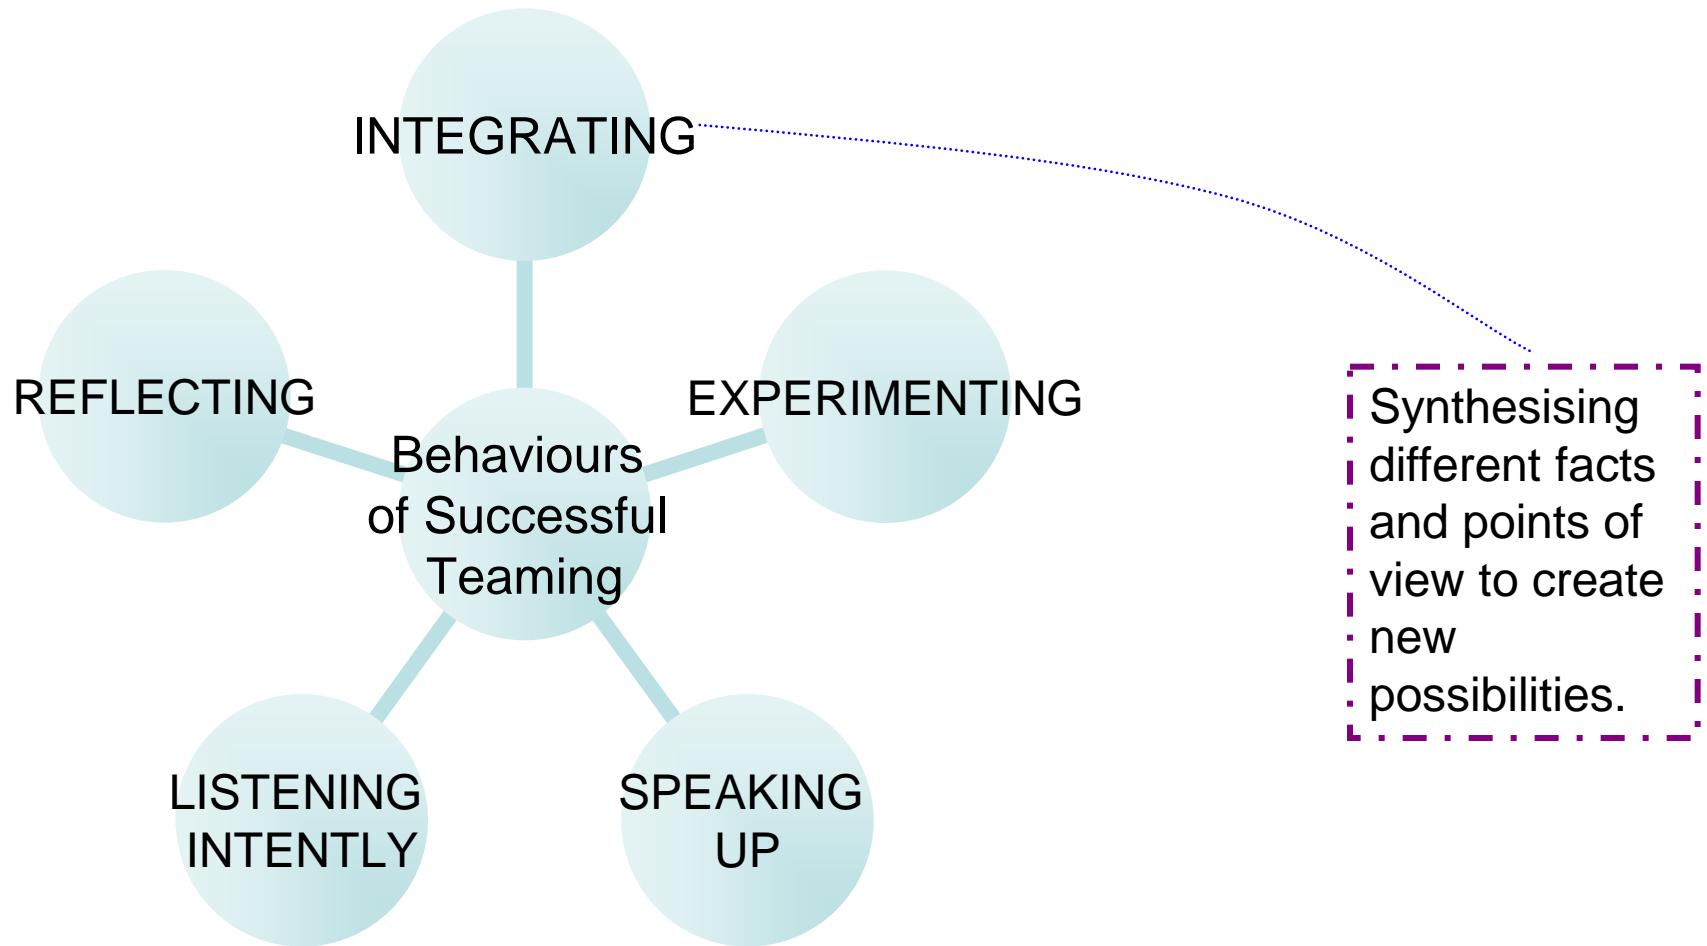 INTEGRATING
REFLECTING
EXPERIMENTING
Behaviours
of Successful
Teaming
LISTENING
INTENTLY
SPEAKING
UP
Synthesising
different facts
and points of
view to create
new
possibilities.